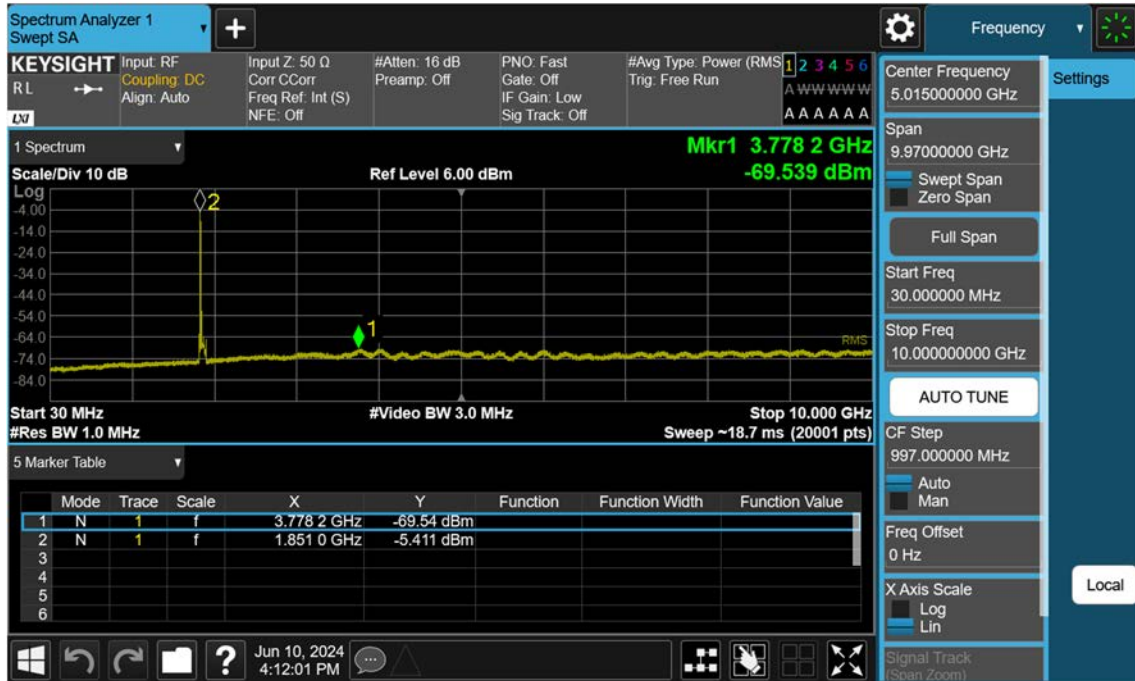 Spectrum Analyzer 1
Swept SA
+
Frequency
KEYSIGHT
R L
LXI
Input: RF
Coupling: DC
Align: Auto
Input Z: 50 Ω
Corr CCorr
Freq Ref: Int (S)
NFE: Off
#Atten: 16 dB
Preamp: Off
PNO: Fast
Gate: Off
IF Gain: Low
Sig Track: Off
#Avg Type: Power (RMS
Trig: Free Run
1 2 3 4 5 6
A W W W W W
A A A A A A
Center Frequency
5.015000000 GHz
Settings
1 Spectrum
Mkr1 3.778 2 GHz
-69.539 dBm
Scale/Div 10 dB
Ref Level 6.00 dBm
Log
-4.00
-14.0
-24.0
-34.0
-44.0
-54.0
-64.0
-74.0
-84.0
2
1
RMS
Start 30 MHz
#Video BW 3.0 MHz
Stop 10.000 GHz
#Res BW 1.0 MHz
Sweep ~18.7 ms (20001 pts)
Span
9.97000000 GHz
Swept Span
Zero Span
Full Span
Start Freq
30.000000 MHz
Stop Freq
10.000000000 GHz
AUTO TUNE
CF Step
997.000000 MHz
Auto
Man
Freq Offset
0 Hz
X Axis Scale
Log
Lin
Signal Track
(Span Zoom)
Local
5 Marker Table
Mode Trace Scale X Y Function Function Width Function Value
1 N 1 f 3.778 2 GHz -69.54 dBm
2 N 1 f 1.851 0 GHz -5.411 dBm
3
4
5
6
?
Jun 10, 2024
4:12:01 PM